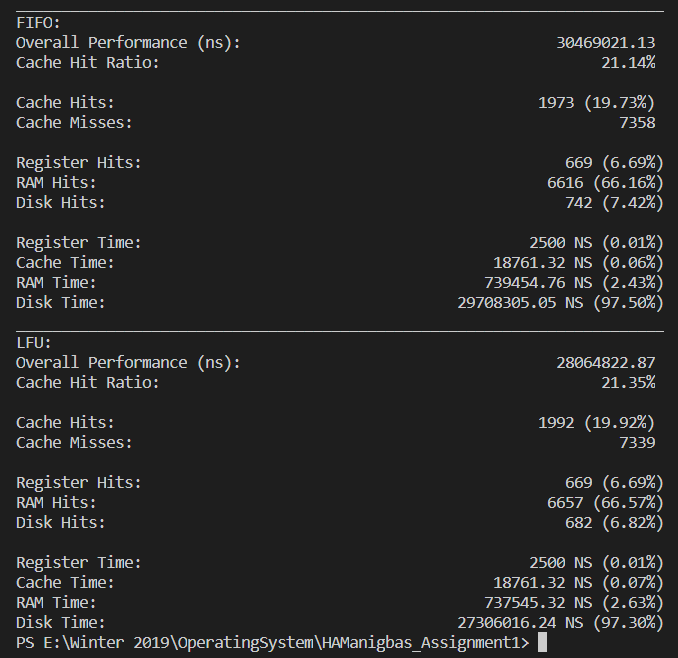 FIFO:
Overall Performance (ns): 30469021.13
Cache Hit Ratio: 21.14%
Cache Hits: 1973 (19.73%)
Cache Misses: 7358
Register Hits: 669 (6.69%)
RAM Hits: 6616 (66.16%)
Disk Hits: 742 (7.42%)
Register Time: 2500 NS (0.01%)
Cache Time: 18761.32 NS (0.06%)
RAM Time: 739454.76 NS (2.43%)
Disk Time: 29708305.05 NS (97.50%)
LFU:
Overall Performance (ns): 28064822.87
Cache Hit Ratio: 21.35%
Cache Hits: 1992 (19.92%)
Cache Misses: 7339
Register Hits: 669 (6.69%)
RAM Hits: 6657 (66.57%)
Disk Hits: 682 (6.82%)
Register Time: 2500 NS (0.01%)
Cache Time: 18761.32 NS (0.07%)
RAM Time: 737545.32 NS (2.63%)
Disk Time: 27306016.24 NS (97.30%)
PS E:\Winter 2019\OperatingSystem\HAManigbas_Assignment1>